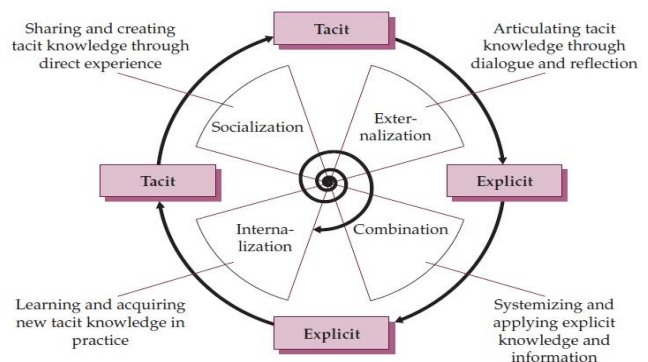 Sharing and creating
tacit knowledge through
direct experience
Tacit
Articulating tacit
knowledge through
dialogue and reflection
Socialization
Exter-
nalization
Tacit
Explicit
Interna-
lization
Combination
Learning and acquiring
new tacit knowledge in
practice
Explicit
Systemizing and
applying explicit
knowledge and
information